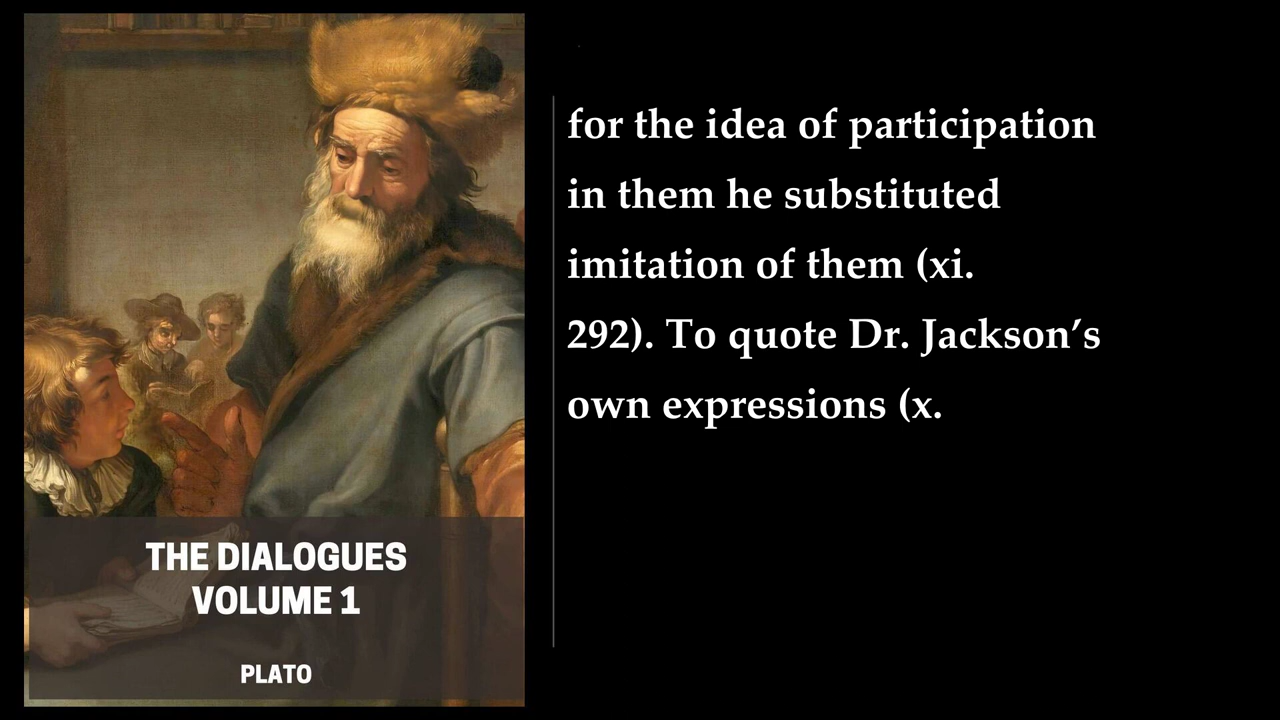 for the idea of participation
in them he substituted
imitation of them (xi.
292). To quote Dr. Jackson’s
own expressions (x.
THE DIALOGUES
VOLUME 1
PLATO